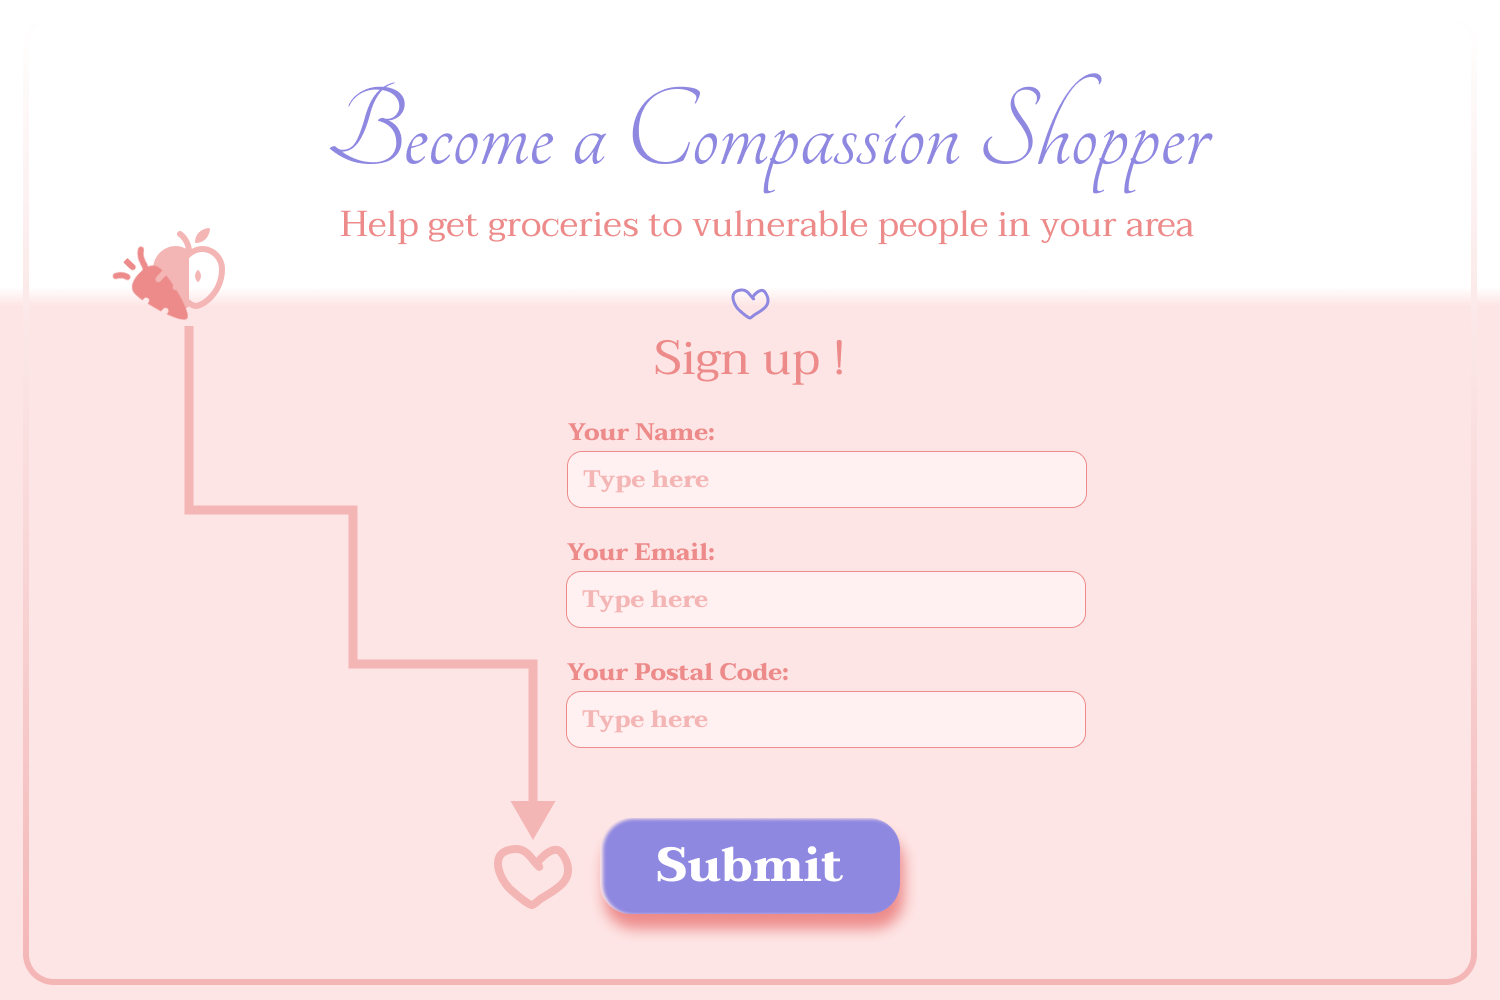 Become a Compassion Shopper
Help get groceries to vulnerable people in your area
Sign up !
Your Name:
Type here
Your Email:
Type here
Your Postal Code:
Type here
Submit